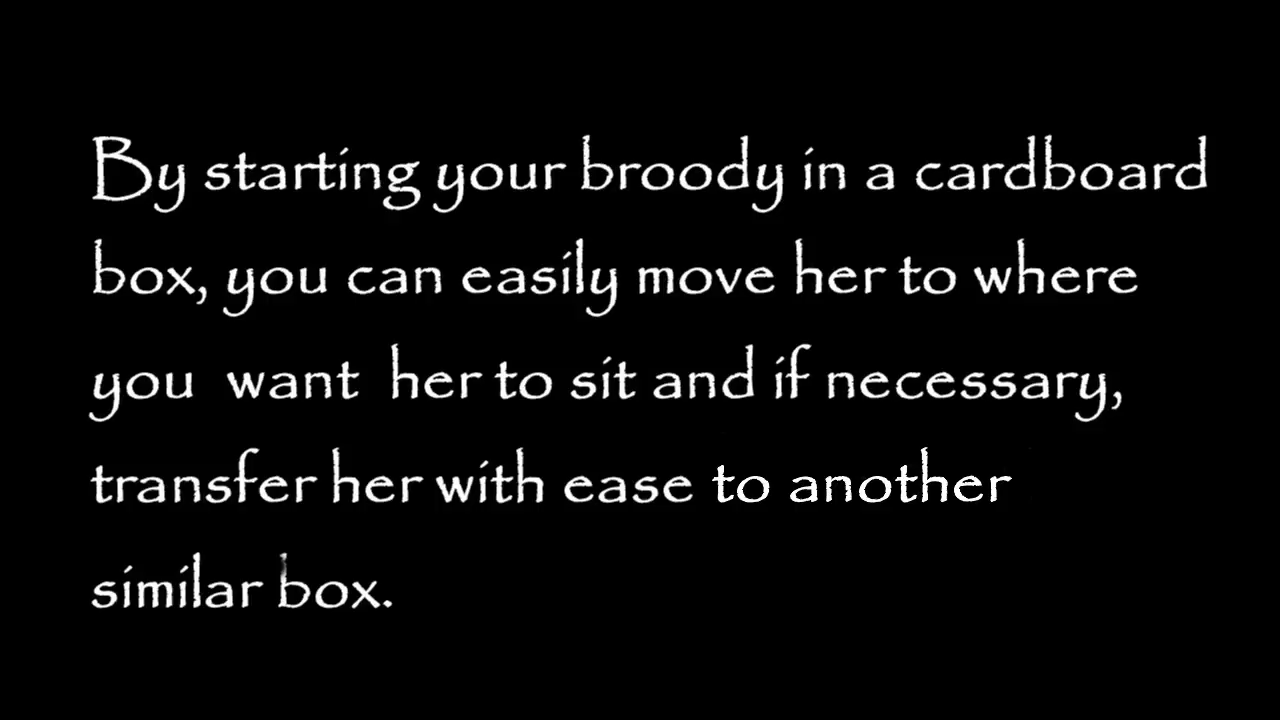 By starting your broody in a cardboard
box, you can easily move her to where
you want her to sit and if necessary,
transfer her with ease to another
similar box.